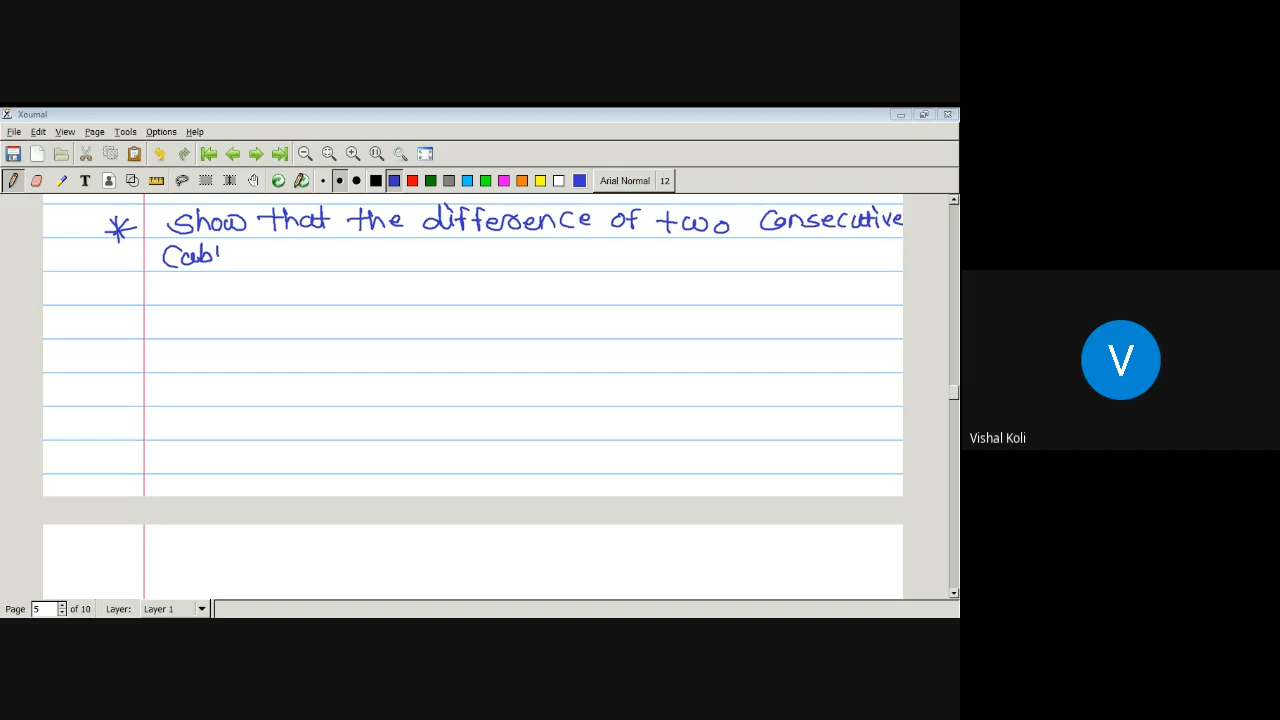 Xournal
File Edit View Page Tools Options Help
T Arial Normal 12
* Show that the difference of two Consecutive
Cub
V
Vishal Koli
Page 5 of 10 Layer: Layer 1